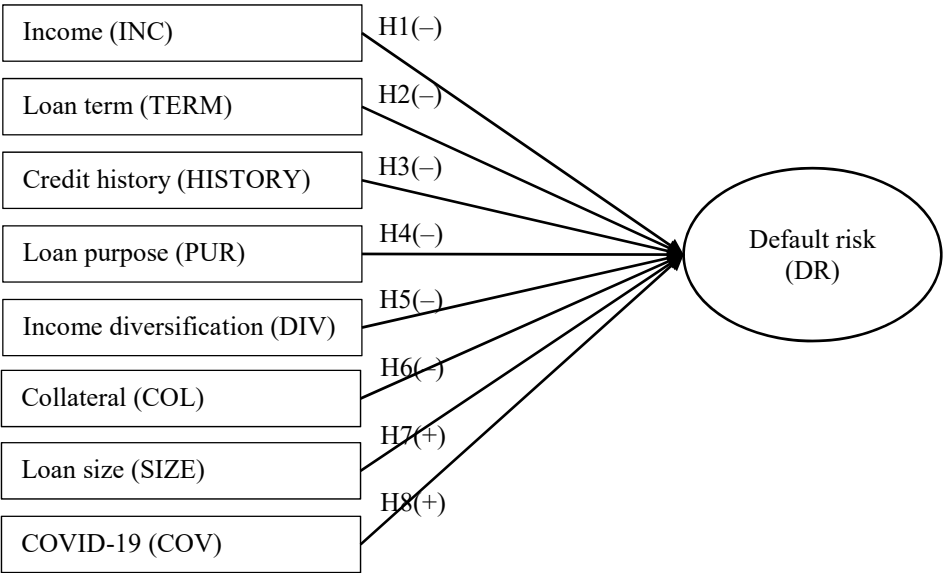 Income (INC)
H1(–)
Loan term (TERM)
H2(–)
Credit history (HISTORY)
H3(–)
Loan purpose (PUR)
H4(–)
Default risk
(DR)
Income diversification (DIV)
H5(–)
Collateral (COL)
H6(–)
Loan size (SIZE)
H7(+)
COVID-19 (COV)
H8(+)